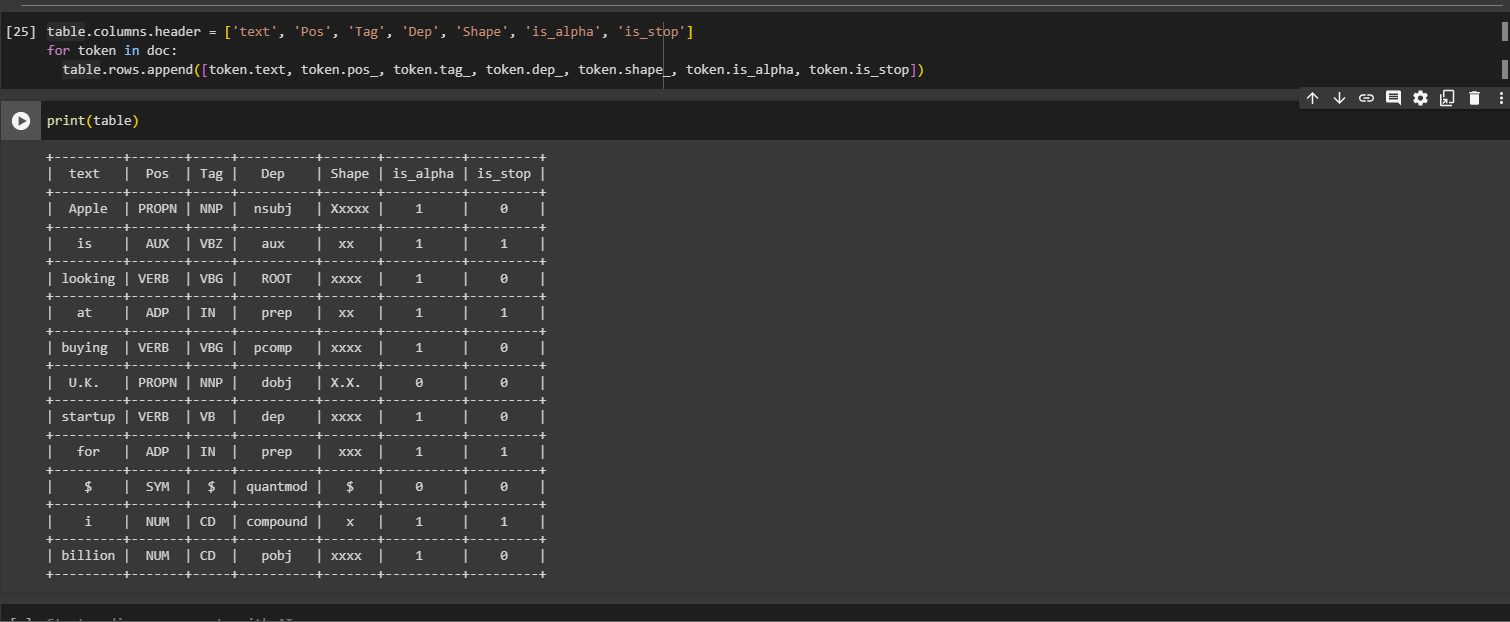 [25] table.columns.header = ['text', 'Pos', 'Tag', 'Dep', 'Shape', 'is_alpha', 'is_stop']
for token in doc:
  table.rows.append([token.text, token.pos_, token.tag_, token.dep_, token.shape_, token.is_alpha, token.is_stop])
print(table)
+---------+-------+-----+----------+-------+----------+---------+
|  text   |  Pos  | Tag |   Dep    | Shape | is_alpha | is_stop |
+---------+-------+-----+----------+-------+----------+---------+
|  Apple  | PROPN | NNP |  nsubj   | Xxxxx |    1     |    0    |
+---------+-------+-----+----------+-------+----------+---------+
|   is    |  AUX  | VBZ |   aux    |  xx   |    1     |    1    |
+---------+-------+-----+----------+-------+----------+---------+
| looking | VERB  | VBG |   ROOT   | xxxx  |    1     |    0    |
+---------+-------+-----+----------+-------+----------+---------+
|   at    |  ADP  | IN  |   prep   |  xx   |    1     |    1    |
+---------+-------+-----+----------+-------+----------+---------+
| buying  | VERB  | VBG |  pcomp   | xxxx  |    1     |    0    |
+---------+-------+-----+----------+-------+----------+---------+
|  U.K.   | PROPN | NNP |   dobj   | X.X.  |    0     |    0    |
+---------+-------+-----+----------+-------+----------+---------+
| startup | VERB  | VB  |   dep    | xxxx  |    1     |    0    |
+---------+-------+-----+----------+-------+----------+---------+
|   for   |  ADP  | IN  |   prep   |  xxx  |    1     |    1    |
+---------+-------+-----+----------+-------+----------+---------+
|    $    |  SYM  |  $  | quantmod |   $   |    0     |    0    |
+---------+-------+-----+----------+-------+----------+---------+
|    i    |  NUM  | CD  | compound |   x   |    1     |    1    |
+---------+-------+-----+----------+-------+----------+---------+
| billion |  NUM  | CD  |   pobj   | xxxx  |    1     |    0    |
+---------+-------+-----+----------+-------+----------+---------+